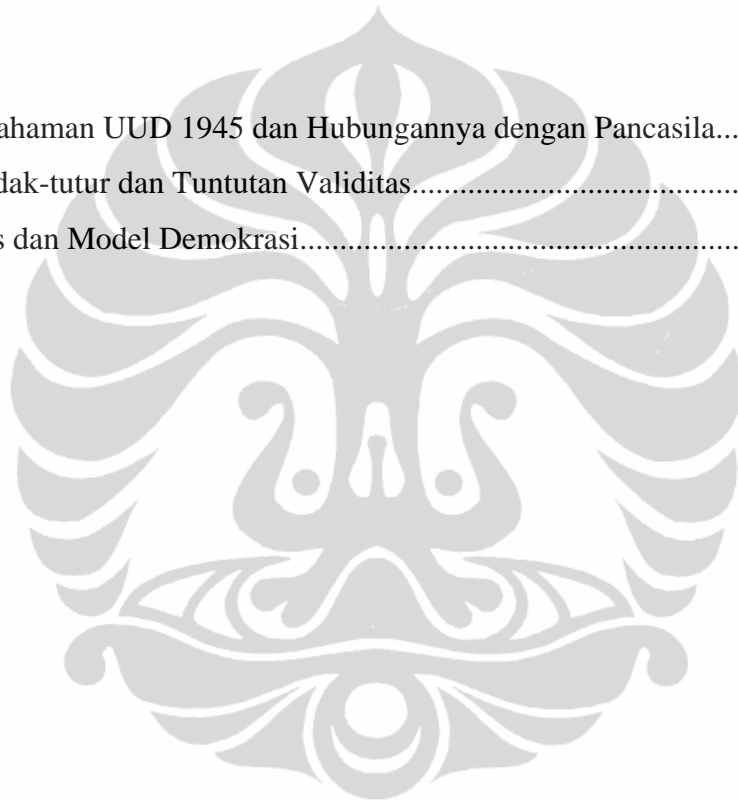 ahaman UUD 1945 dan Hubungannya dengan Pancasila...
dak-tutur dan Tuntutan Validitas........................................
s dan Model Demokrasi.....................................................